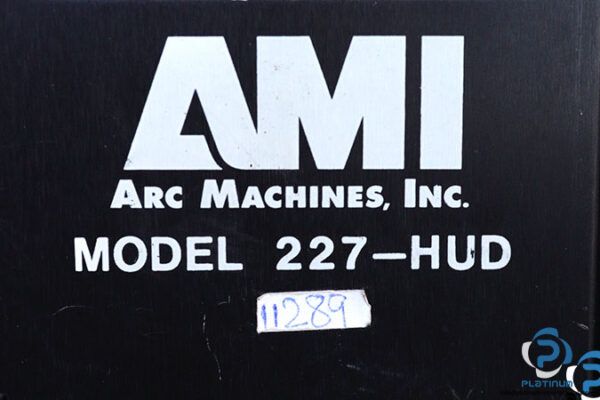 AMI
ARC MACHINES, INC.
MODEL 227-HUD
11289
PLATINUM